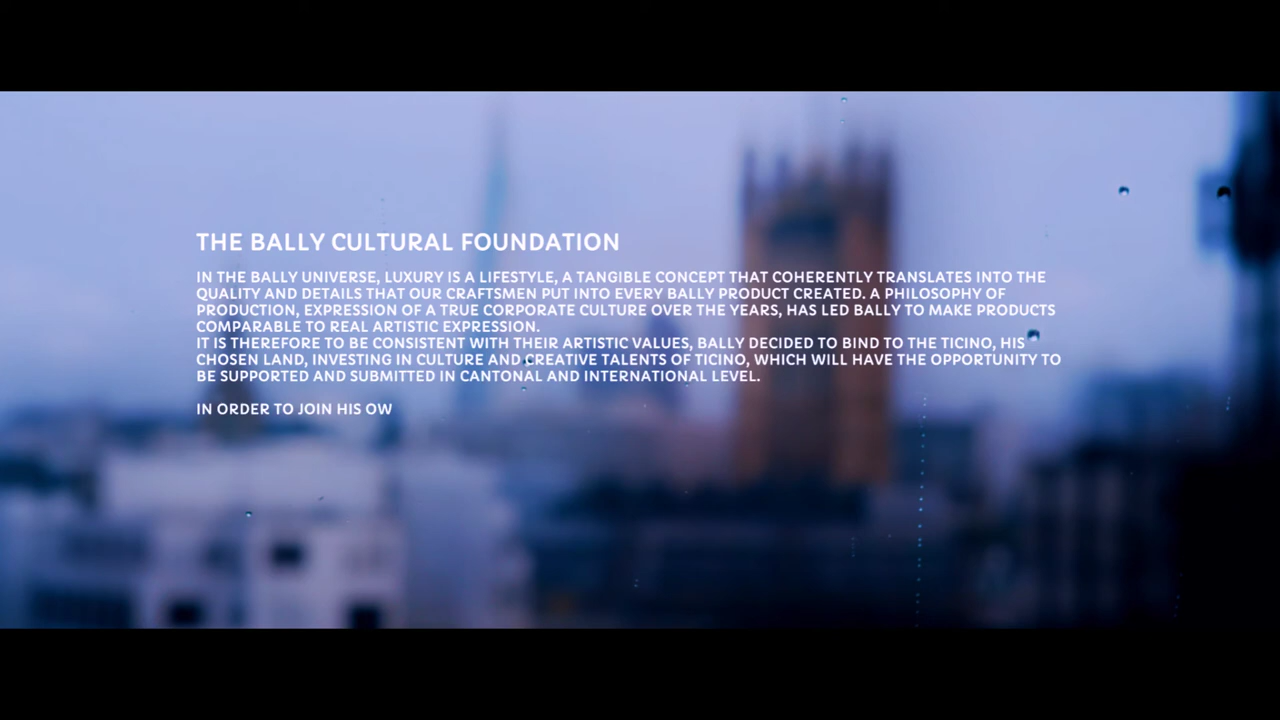 THE BALLY CULTURAL FOUNDATION
IN THE BALLY UNIVERSE, LUXURY IS A LIFESTYLE, A TANGIBLE CONCEPT THAT COHERENTLY TRANSLATES INTO THE
QUALITY AND DETAILS THAT OUR CRAFTSMEN PUT INTO EVERY BALLY PRODUCT CREATED. A PHILOSOPHY OF
PRODUCTION, EXPRESSION OF A TRUE CORPORATE CULTURE OVER THE YEARS, HAS LED BALLY TO MAKE PRODUCTS
COMPARABLE TO REAL ARTISTIC EXPRESSION.
IT IS THEREFORE TO BE CONSISTENT WITH THEIR ARTISTIC VALUES, BALLY DECIDED TO BIND TO THE TICINO, HIS
CHOSEN LAND, INVESTING IN CULTURE AND CREATIVE TALENTS OF TICINO, WHICH WILL HAVE THE OPPORTUNITY TO
BE SUPPORTED AND SUBMITTED IN CANTONAL AND INTERNATIONAL LEVEL.
IN ORDER TO JOIN HIS OW